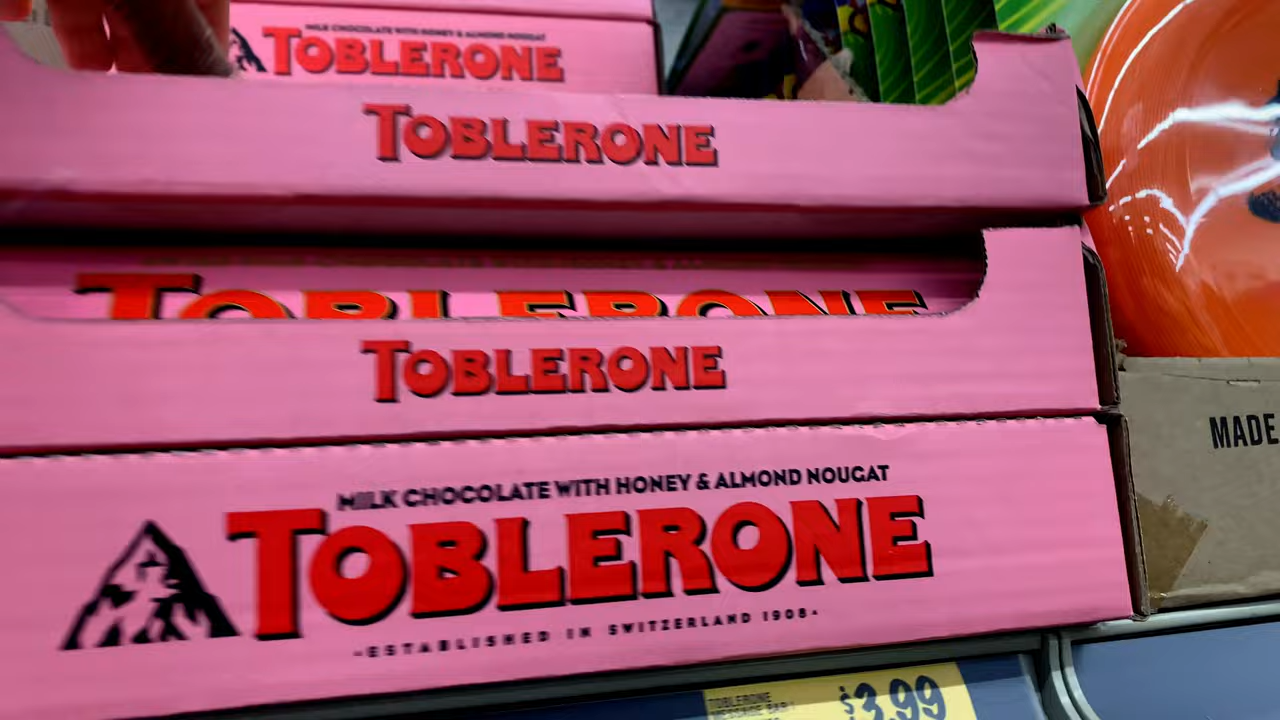 MILK CHOCOLATE WITH HONEY & ALMOND NOUGAT
TOBLERONE
TOBLERONE
TOBLERONE
TOBLERONE
MILK CHOCOLATE WITH HONEY & ALMOND NOUGAT
TOBLERONE
·ESTABLISHED IN SWITZERLAND 1908·
MADE
TOBLERONE
$3.99